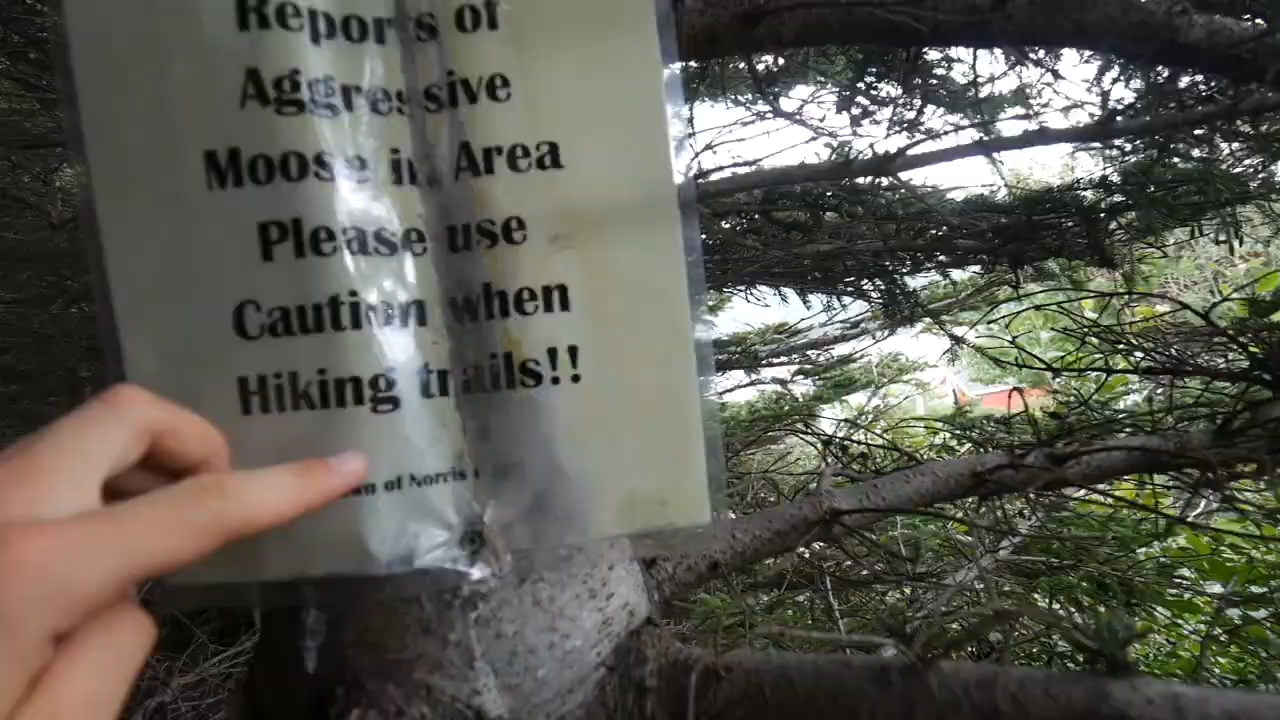 Reports of
Aggressive
Moose in Area
Please use
Caution when
Hiking trails!!
of Norris